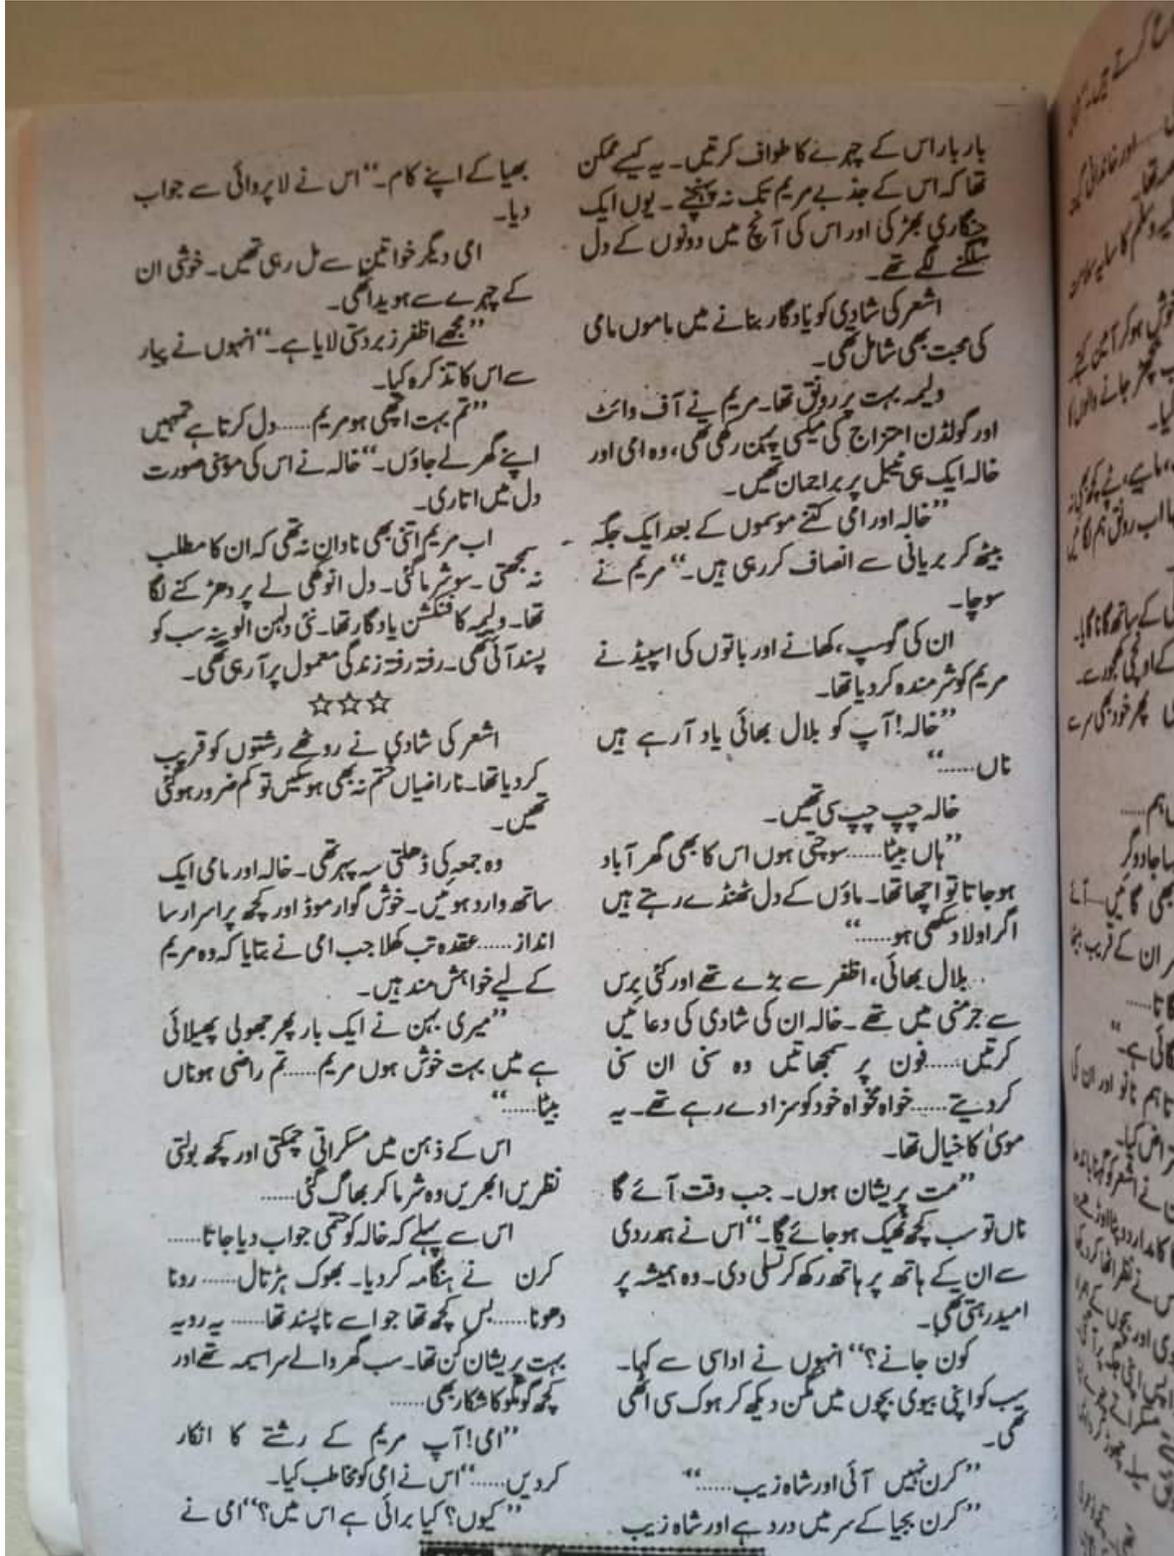 بار بار اس کے چہرے کا طواف کرتیں۔ یہ کیسے ممکن
تھا کہ اس کے جذبے مریم تک نہ پہنچتے۔ یوں ایک
چنگاری بھڑکی اور اس کی آنچ میں دونوں کے دل
سلگنے لگے تھے۔
اشعر کی شادی کو یادگار بنانے میں ماموں مامی
کی محبت بھی شامل تھی۔
ولیمہ بہت پر رونق تھا۔ مریم نے آف وائٹ
اور گولڈن امتزاج کی میکسی پہن رکھی تھی، وہ امی اور
خالہ ایک ہی ٹیبل پر براجمان تھیں۔
”خالہ اور امی کتنے موسموں کے بعد ایک جگہ
بیٹھ کر بریانی سے انصاف کر رہی ہیں۔“ مریم نے
سوچا۔
ان کی گوسپ، کھانے اور باتوں کی اسپیڈ نے
مریم کو شرمندہ کر دیا تھا۔
”خالہ! آپ کو بلال بھائی یاد آرہے ہیں
ناں……“
خالہ چپ چپ سی تھیں۔
”ہاں بیٹا……سوچتی ہوں اس کا بھی گھر آباد
ہوجاتا تو اچھا تھا۔ ماؤں کے دل ٹھنڈے رہتے ہیں
اگر اولاد سکھی ہو……“
بلال بھائی، اظفر سے بڑے تھے اور کئی برس
سے جرمنی میں تھے۔ خالہ ان کی شادی کی دعائیں
کرتیں……فون پر سمجھاتیں وہ سنی ان سنی
کردیتے……خواہ مخواہ خود کو سزا دے رہے تھے۔ یہ
موسیٰ کا خیال تھا۔
”مت پریشان ہوں۔ جب وقت آئے گا
ناں تو سب کچھ ٹھیک ہوجائے گا۔“ اس نے ہمدردی
سے ان کے ہاتھ پر ہاتھ رکھ کر تسلی دی۔ وہ ہمیشہ پر
امید رہتی تھی۔
کون جانے؟“ انہوں نے اداسی سے کہا۔
سب کو اپنی بیوی بچوں میں مگن دیکھ کر ہوک سی اٹھی
تھی۔
”کرن نہیں آئی اور شاہ زیب……“
”کرن بجیا کے سر میں درد ہے اور شاہ زیب
بھیا کے اپنے کام۔“ اس نے لاپروائی سے جواب
دیا۔
امی دیگر خواتین سے مل رہی تھیں۔ خوشی ان
کے چہرے سے ہویدا تھی۔
”مجھے اظفر زبردستی لایا ہے۔“ انہوں نے پیار
سے اس کا تذکرہ کیا۔
”تم بہت اچھی ہو مریم……دل کرتا ہے تمہیں
اپنے گھر لے جاؤں۔“ خالہ نے اس کی موہنی صورت
دل میں اتاری۔
اب مریم اتنی بھی نادان نہ تھی کہ ان کا مطلب
نہ سمجھتی۔ سو شرما گئی۔ دل انوکھی لے پر دھڑکنے لگا
تھا۔ ولیمہ کا فنکشن یادگار تھا۔ نئی دلہن الوینہ سب کو
پسند آئی تھی۔ رفتہ رفتہ زندگی معمول پر آرہی تھی۔
☆☆☆
اشعر کی شادی نے روٹھے رشتوں کو قریب
کردیا تھا۔ ناراضیاں ختم نہ بھی ہوسکیں تو کم ضرور ہوگئی
تھیں۔
وہ جمعہ کی ڈھلتی سہ پہر تھی۔ خالہ اور مامی ایک
ساتھ وارد ہوئیں۔ خوش گوار موڈ اور کچھ پراسرار سا
انداز……عقدہ تب کھلا جب امی نے بتایا کہ وہ مریم
کے لیے خواہش مند ہیں۔
”میری بہن نے ایک بار پھر جھولی پھیلائی
ہے میں بہت خوش ہوں مریم……تم راضی ہو ناں
بیٹا……“
اس کے ذہن میں مسکراتی چمکتی اور کچھ بولتی
نظریں ابھریں وہ شرما کر بھاگ گئی……
اس سے پہلے کہ خالہ کو حتمی جواب دیا جاتا……
کرن نے ہنگامہ کردیا۔ بھوک ہڑتال……رونا
دھونا……بس کچھ تھا جو اسے ناپسند تھا……یہ رویہ
بہت پریشان کن تھا۔ سب گھر والے سراسیمہ تھے اور
کچھ گومگو کا شکار بھی……
”امی! آپ مریم کے رشتے کا انکار
کردیں……“ اس نے امی کو مخاطب کیا۔
”کیوں؟ کیا برائی ہے اس میں؟“ امی نے